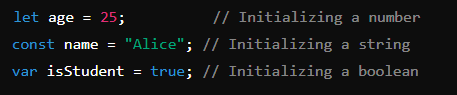 let age = 25;           // Initializing a number
const name = "Alice"; // Initializing a string
var isStudent = true; // Initializing a boolean